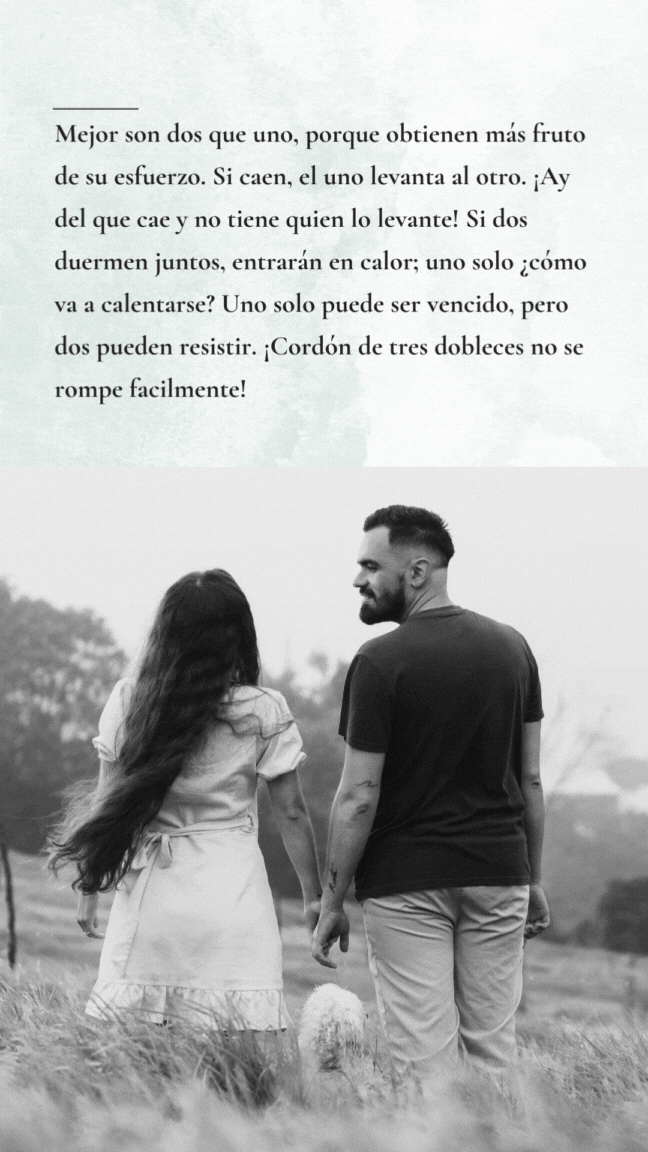 Mejor son dos que uno, porque obtienen más fruto
de su esfuerzo. Si caen, el uno levanta al otro. ¡Ay
del que cae y no tiene quien lo levante! Si dos
duermen juntos, entrarán en calor; uno solo ¿cómo
va a calentarse? Uno solo puede ser vencido, pero
dos pueden resistir. ¡Cordón de tres dobleces no se
rompe facilmente!